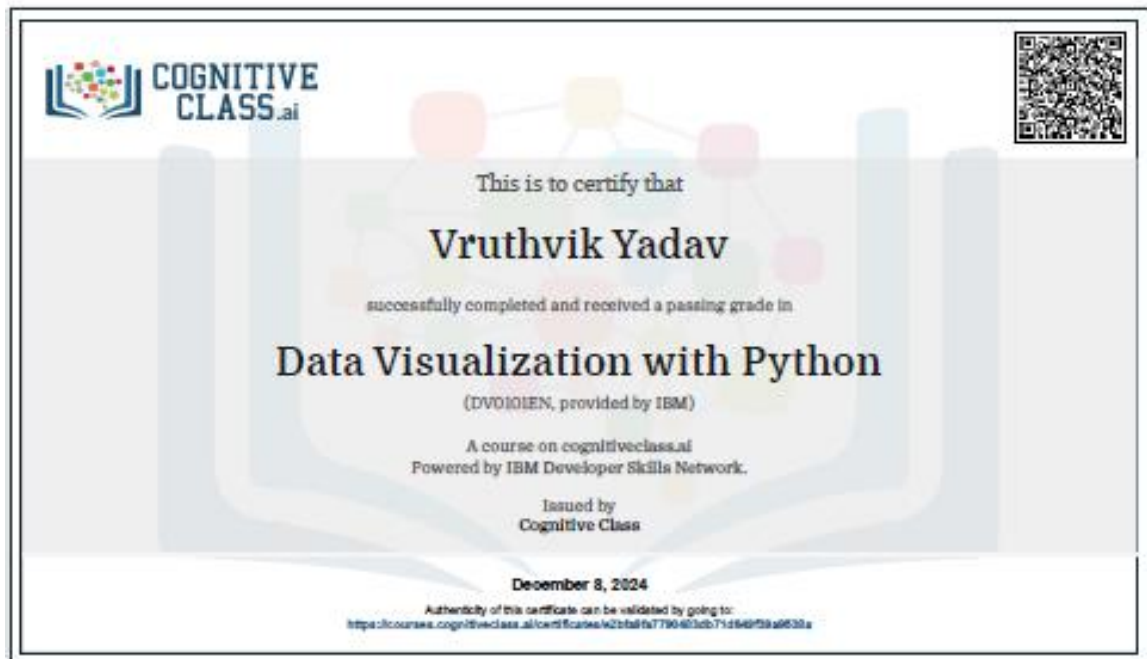 COGNITIVE
CLASS.ai
This is to certify that
Vruthvik Yadav
successfully completed and received a passing grade in
Data Visualization with Python
(DV0101EN, provided by IBM)
A course on cognitiveclass.ai
Powered by IBM Developer Skills Network.
Issued by
Cognitive Class
December 8, 2024
Authenticity of this certificate can be validated by going to: